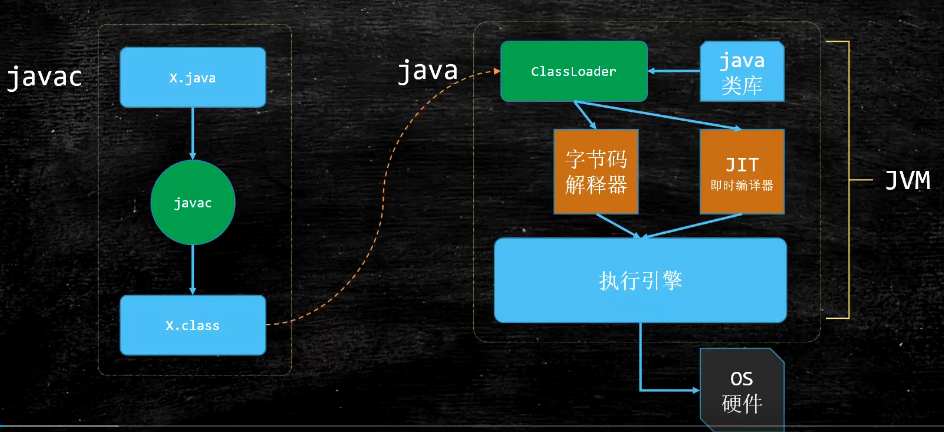 javac
X.java
javac
X.class
java
ClassLoader
java
类库
字节码
解释器
JIT
即时编译器
执行引擎
JVM
OS
硬件